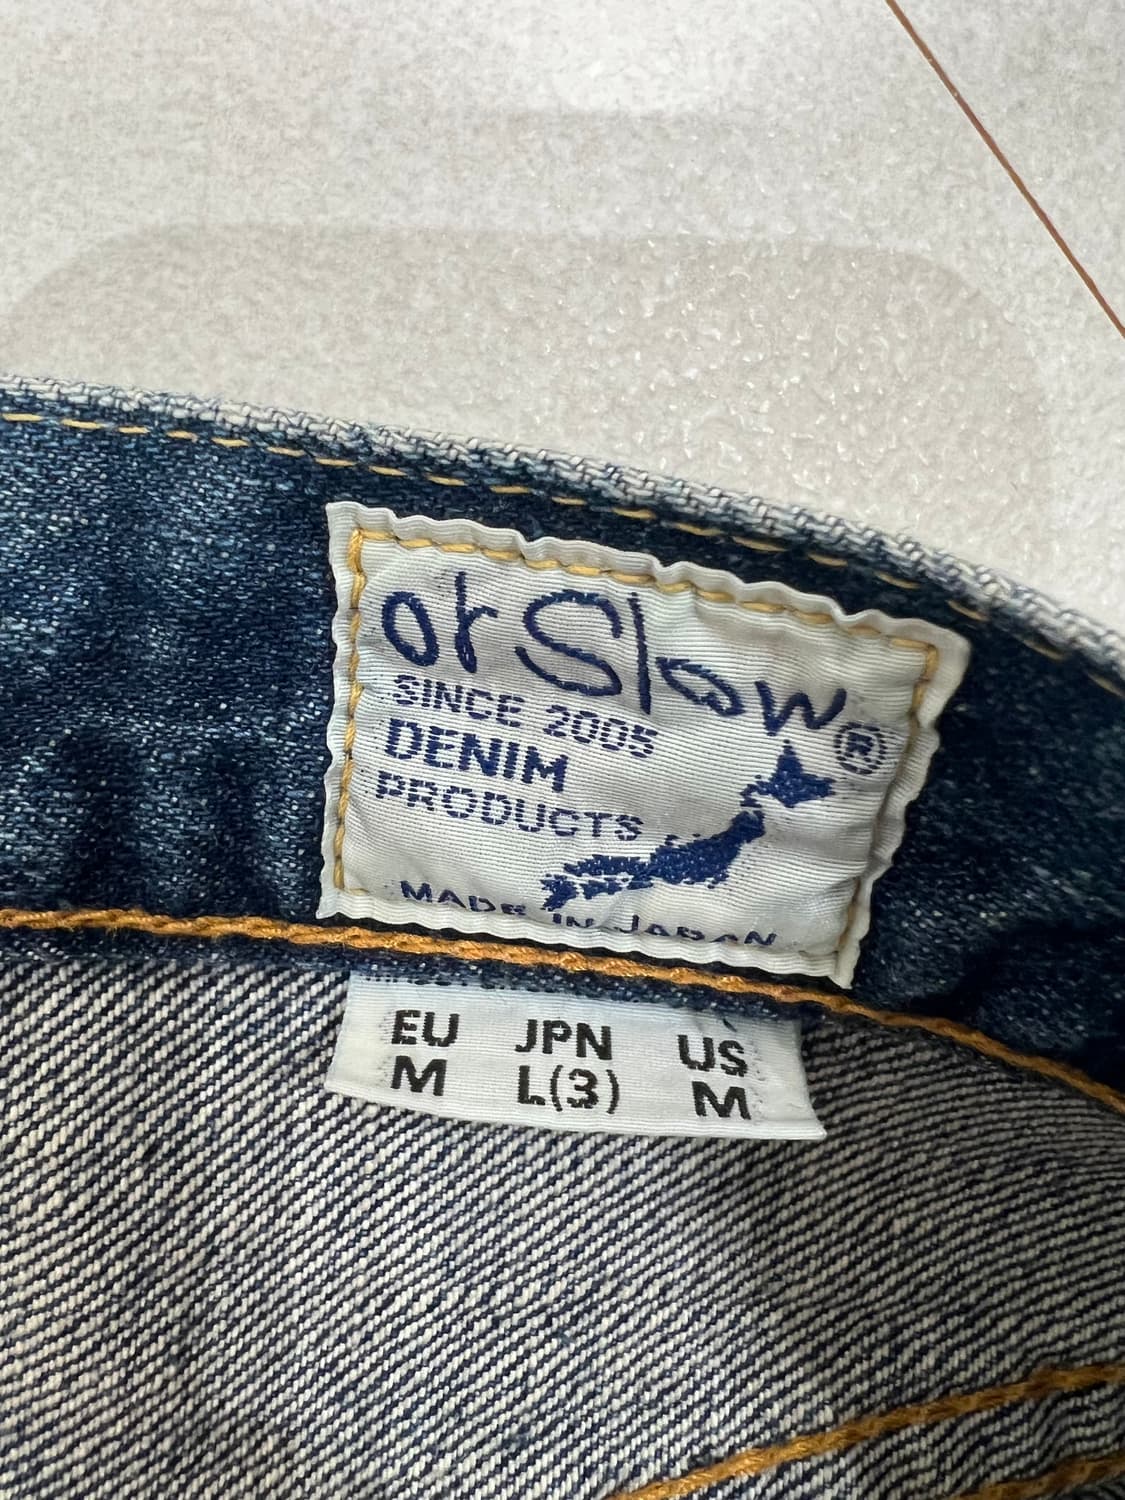 orSlow®
SINCE 2005
DENIM
PRODUCTS
MADE IN JAPAN
EU JPN US
M L(3) M